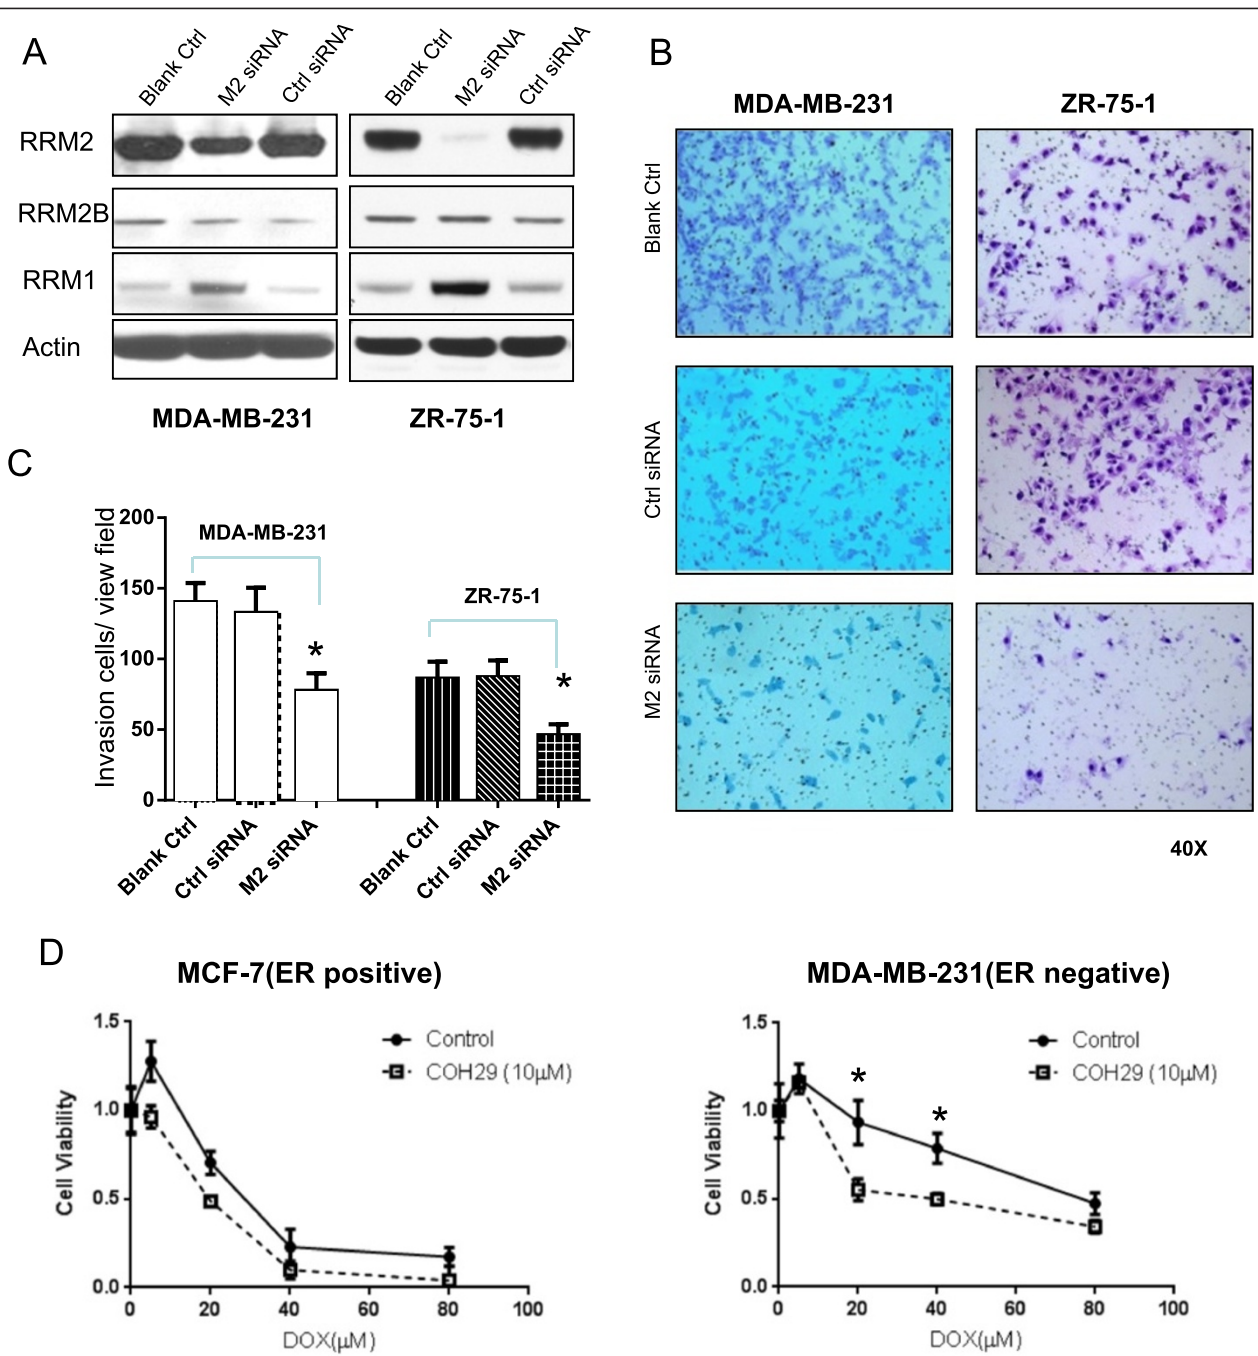 A
Blank Ctrl
M2 siRNA
Ctrl siRNA
Blank Ctrl
M2 siRNA
Ctrl siRNA
RRM2
RRM2B
RRM1
Actin
MDA-MB-231
ZR-75-1
B
MDA-MB-231
ZR-75-1
Blank Ctrl
Ctrl siRNA
M2 siRNA
40X
C
Invasion cells/ view field
200
150
100
50
0
MDA-MB-231
*
ZR-75-1
*
Blank Ctrl
Ctrl siRNA
M2 siRNA
Blank Ctrl
Ctrl siRNA
M2 siRNA
D
MCF-7(ER positive)
Cell Viability
1.5
1.0
0.5
0.0
Control
COH29 (10μM)
0 20 40 60 80 100
DOX(μM)
MDA-MB-231(ER negative)
Cell Viability
1.5
1.0
0.5
0.0
* *
Control
COH29 (10μM)
0 20 40 60 80 100
DOX(μM)